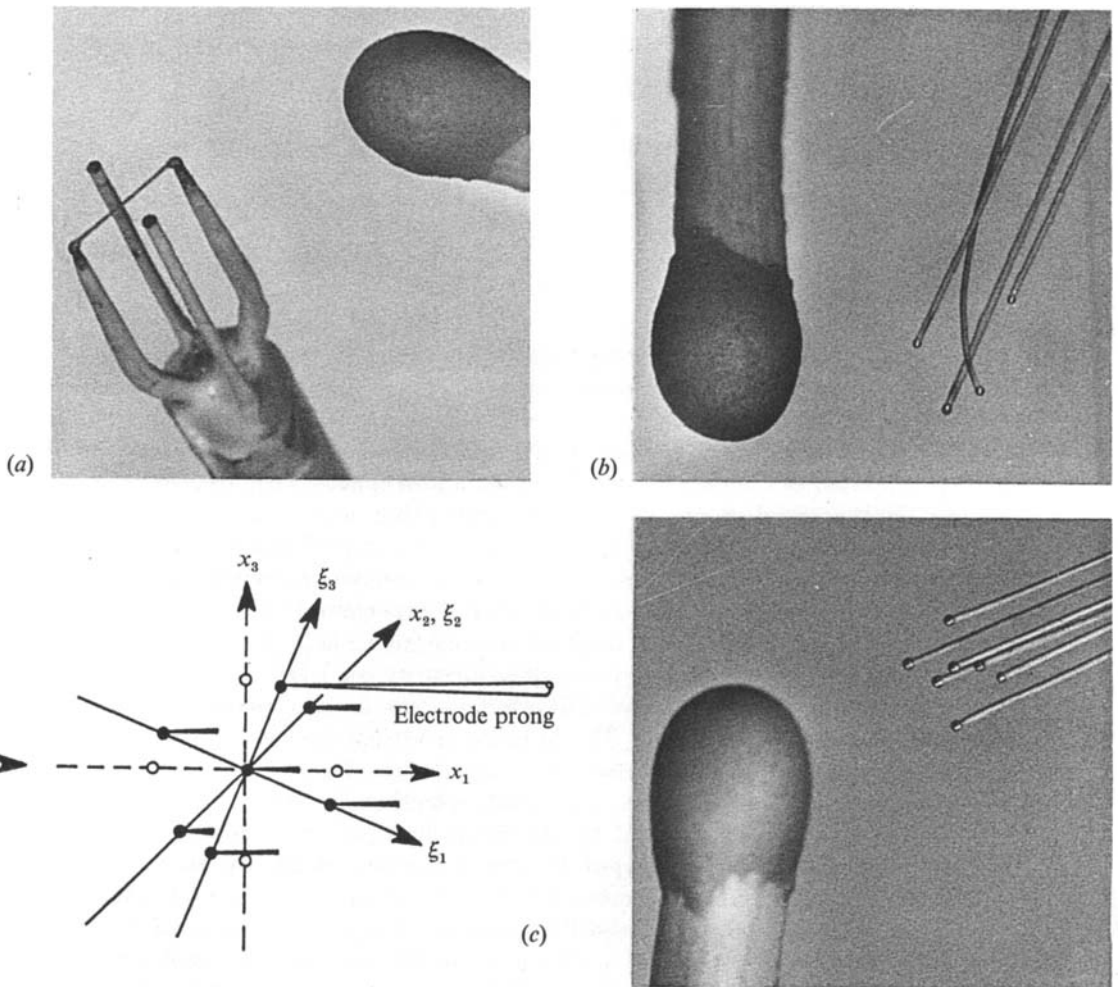 (a)
(b)
x₃
ξ₃
x₂, ξ₂
Electrode prong
x₁
ξ₁
(c)